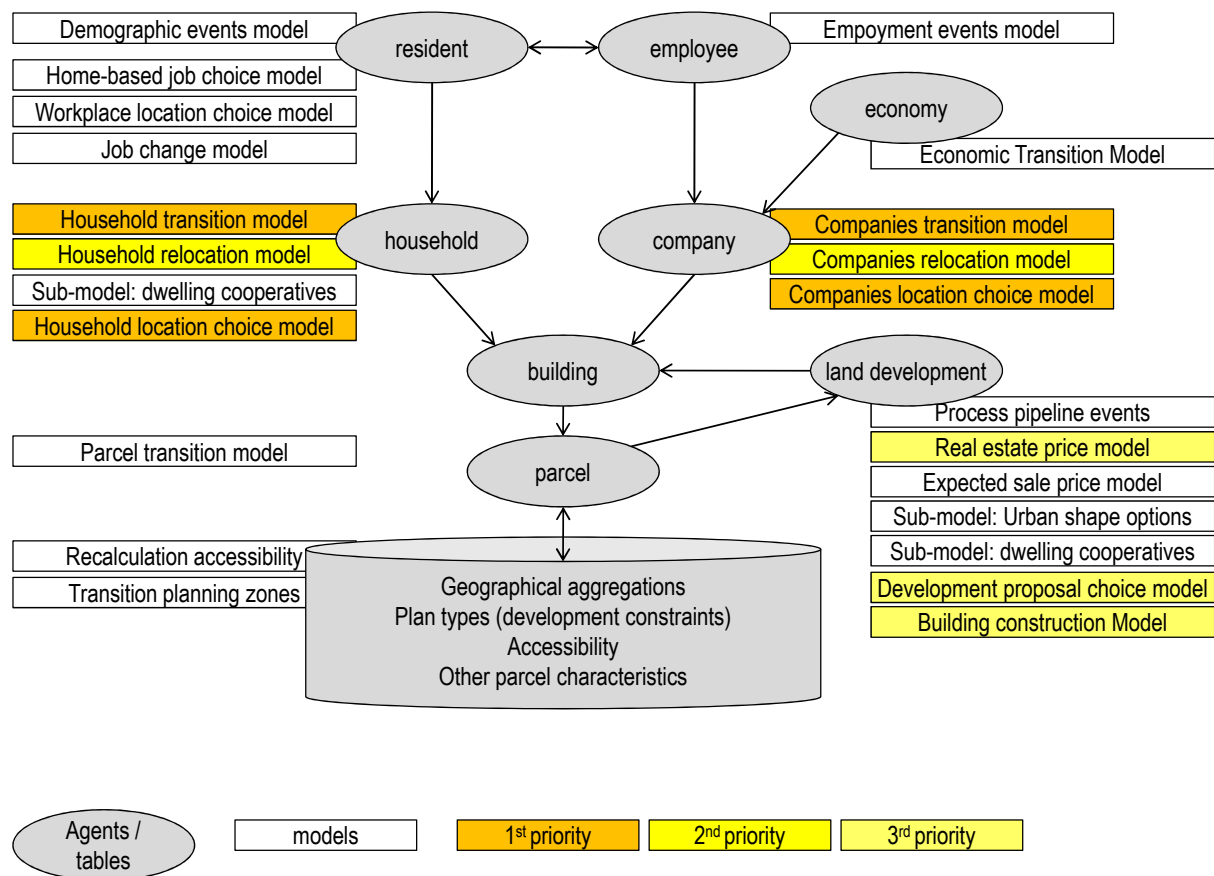 Demographic events model
resident
employee
Empoyment events model
Home-based job choice model
Workplace location choice model
Job change model
economy
Economic Transition Model
Household transition model
Household relocation model
Sub-model: dwelling cooperatives
Household location choice model
household
company
Companies transition model
Companies relocation model
Companies location choice model
building
land development
Process pipeline events
Real estate price model
Expected sale price model
Sub-model: Urban shape options
Sub-model: dwelling cooperatives
Development proposal choice model
Building construction Model
Parcel transition model
parcel
Recalculation accessibility
Transition planning zones
Geographical aggregations
Plan types (development constraints)
Accessibility
Other parcel characteristics
Agents /
tables
models
1st priority
2nd priority
3rd priority